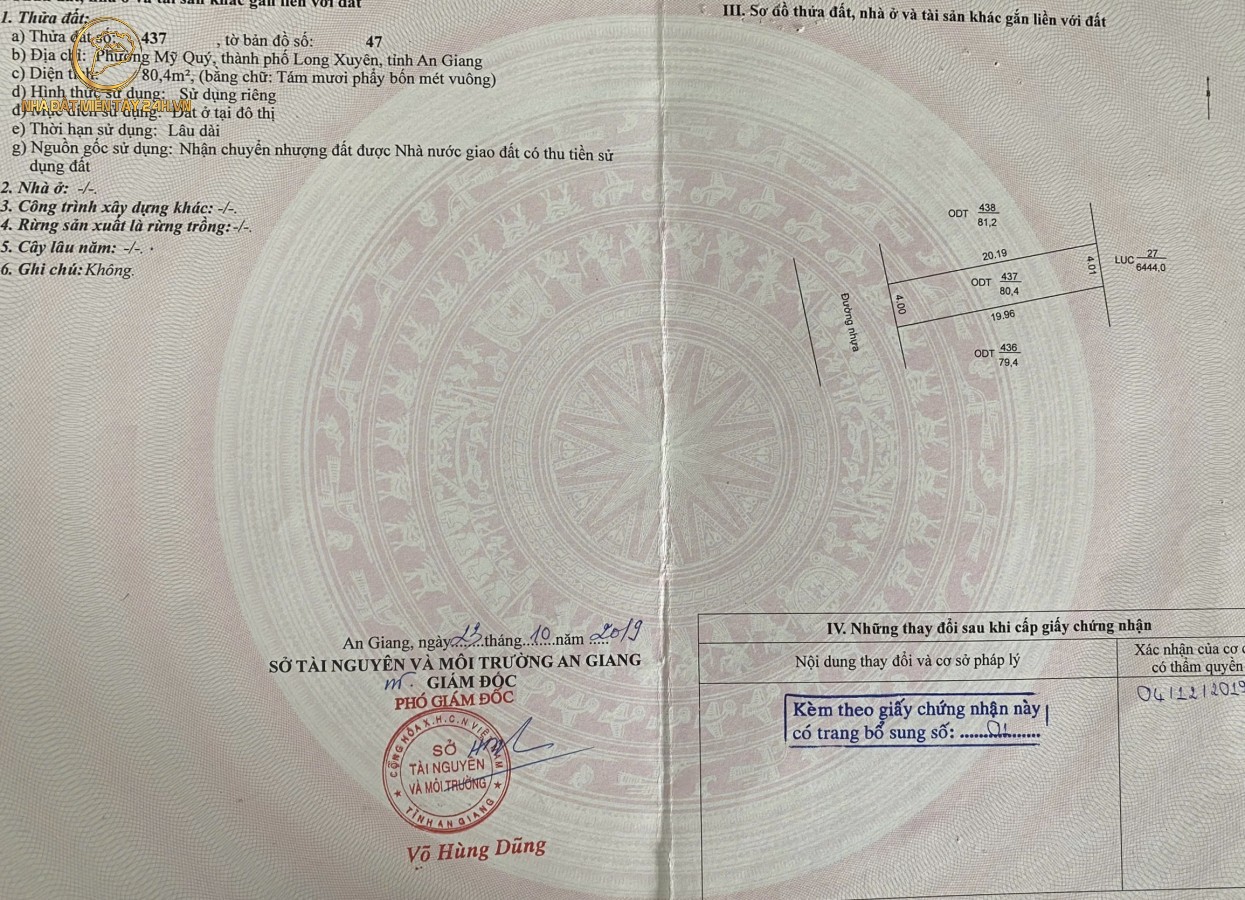 1. Thửa đất:
a) Thửa đất số: 437 , tờ bản đồ số: 47
b) Địa chỉ: Phường Mỹ Quý, thành phố Long Xuyên, tỉnh An Giang
c) Diện tích: 80,4m², (bằng chữ: Tám mươi phẩy bốn mét vuông)
d) Hình thức sử dụng: Sử dụng riêng
NHADATMIENTAY24H.VN
đ) Mục đích sử dụng: Đất ở tại đô thị
e) Thời hạn sử dụng: Lâu dài
g) Nguồn gốc sử dụng: Nhận chuyển nhượng đất được Nhà nước giao đất có thu tiền sử
dụng đất
2. Nhà ở: -/-.
3. Công trình xây dựng khác: -/-.
4. Rừng sản xuất là rừng trồng: -/-.
5. Cây lâu năm: -/-.
6. Ghi chú: Không.
An Giang, ngày 23 tháng 10 năm 2019
SỞ TÀI NGUYÊN VÀ MÔI TRƯỜNG AN GIANG
GIÁM ĐỐC
PHÓ GIÁM ĐỐC
CỘNG HÒA X.H.C.N VIỆT NAM
SỞ
TÀI NGUYÊN
VÀ MÔI TRƯỜNG
TỈNH AN GIANG
Võ Hùng Dũng
III. Sơ đồ thửa đất, nhà ở và tài sản khác gắn liền với đất
ODT 438
81,2
20.19
4.01
LUC 27
6444.0
ODT 437
80,4
4.00
Đường nhựa
19.96
ODT 436
79,4
IV. Những thay đổi sau khi cấp giấy chứng nhận
Nội dung thay đổi và cơ sở pháp lý
Xác nhận của cơ
có thẩm quyền
Kèm theo giấy chứng nhận này
có trang bổ sung số: 01
04/12/2019